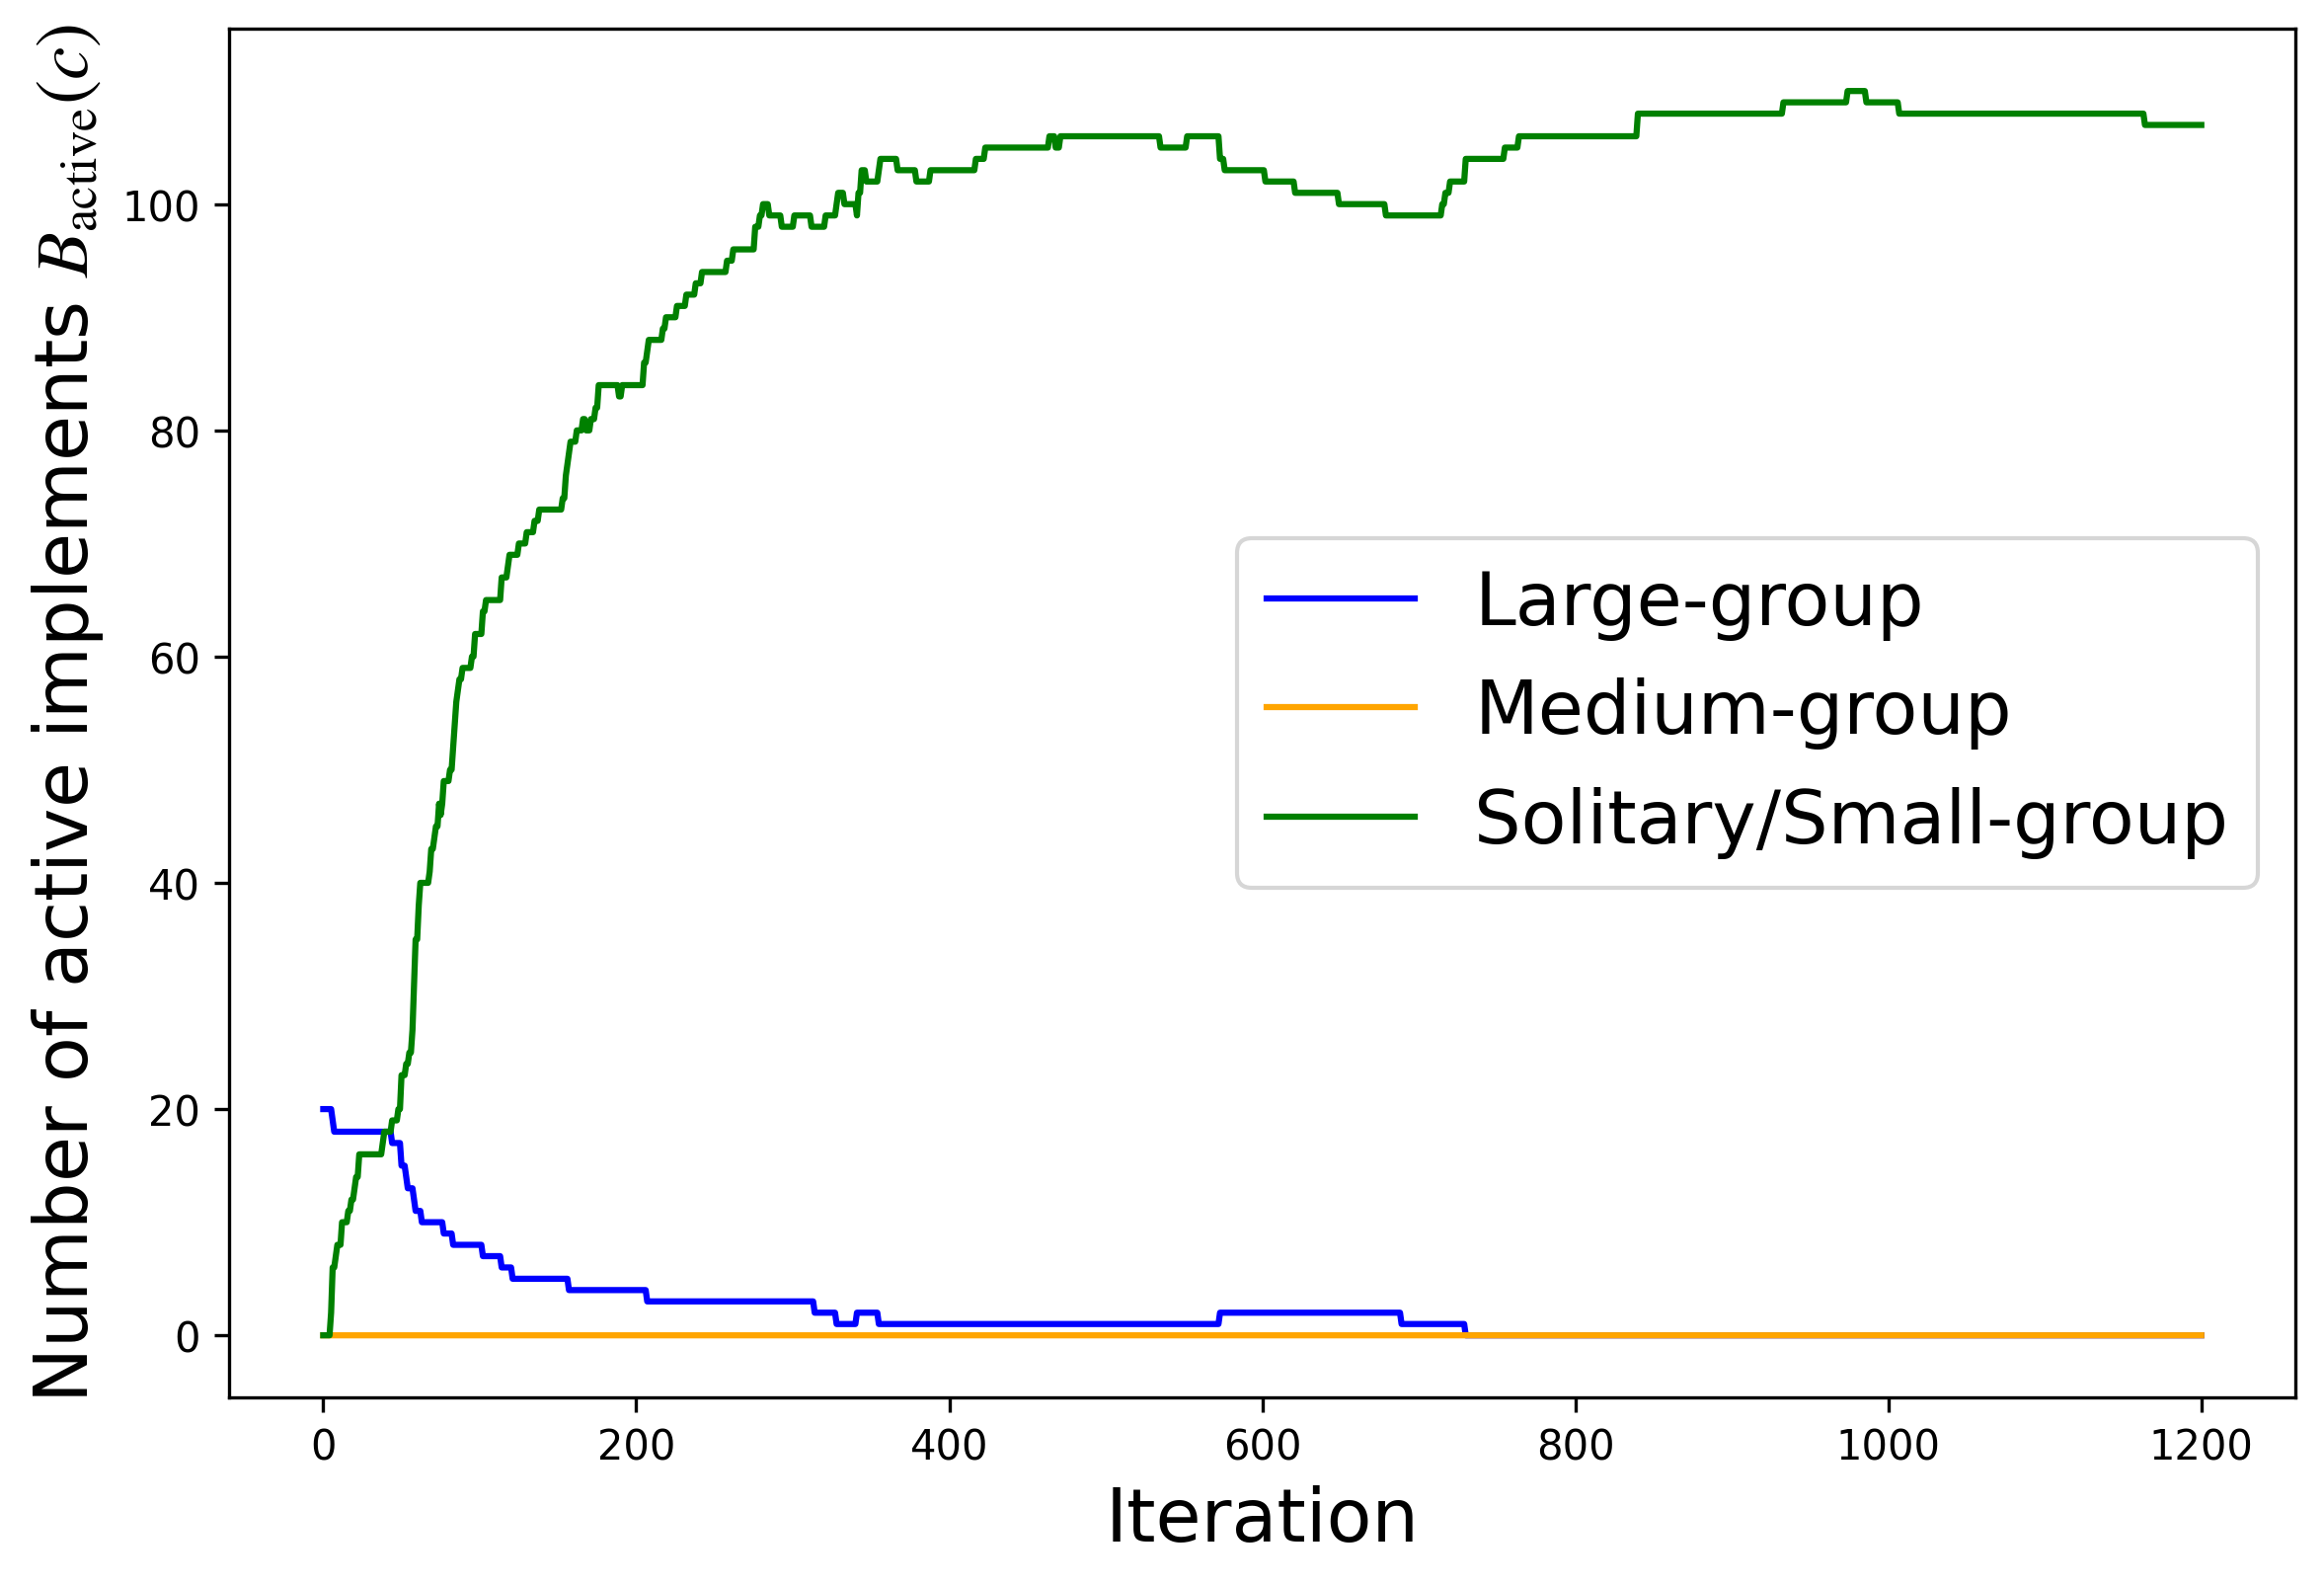 Number of active implements B_active(c)
100
80
60
40
20
0
Large-group
Medium-group
Solitary/Small-group
0 200 400 600 800 1000 1200
Iteration